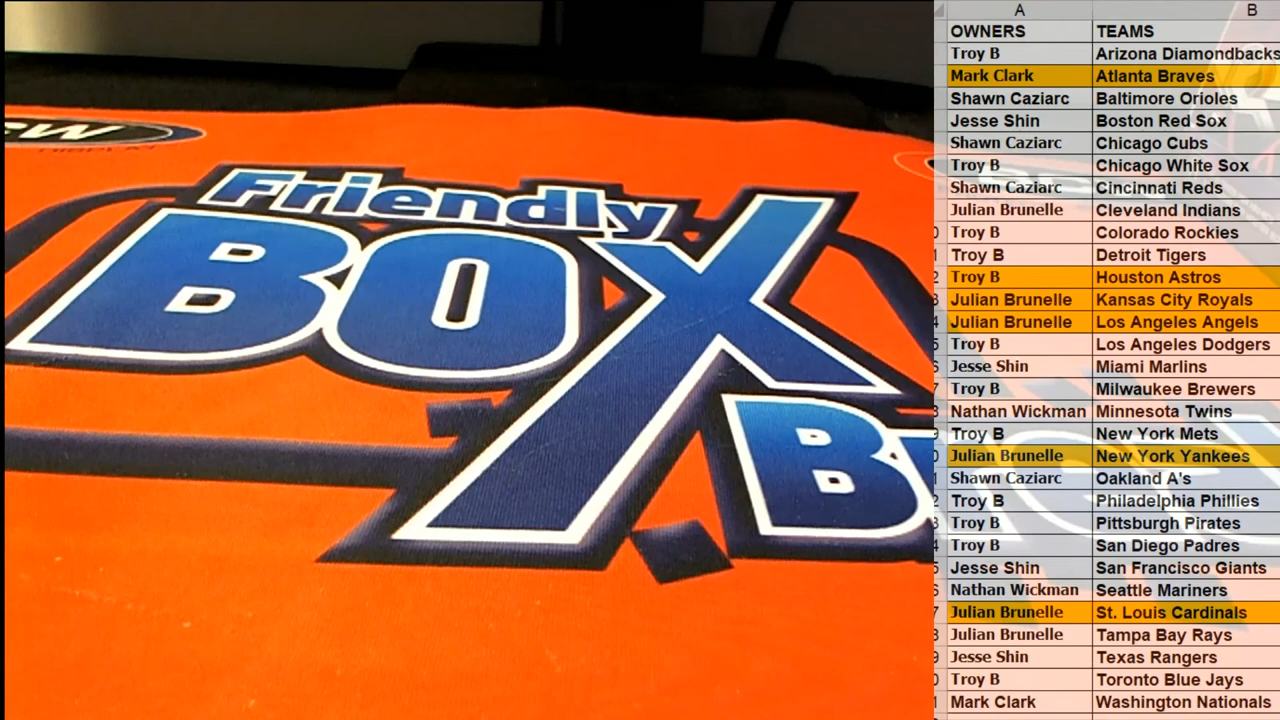 Friendly
BOX
A B
OWNERS TEAMS
Troy B Arizona Diamondbacks
Mark Clark Atlanta Braves
Shawn Caziarc Baltimore Orioles
Jesse Shin Boston Red Sox
Shawn Caziarc Chicago Cubs
Troy B Chicago White Sox
Shawn Caziarc Cincinnati Reds
Julian Brunelle Cleveland Indians
Troy B Colorado Rockies
Troy B Detroit Tigers
Troy B Houston Astros
Julian Brunelle Kansas City Royals
Julian Brunelle Los Angeles Angels
Troy B Los Angeles Dodgers
Jesse Shin Miami Marlins
Troy B Milwaukee Brewers
Nathan Wickman Minnesota Twins
Troy B New York Mets
Julian Brunelle New York Yankees
Shawn Caziarc Oakland A's
Troy B Philadelphia Phillies
Troy B Pittsburgh Pirates
Troy B San Diego Padres
Jesse Shin San Francisco Giants
Nathan Wickman Seattle Mariners
Julian Brunelle St. Louis Cardinals
Julian Brunelle Tampa Bay Rays
Jesse Shin Texas Rangers
Troy B Toronto Blue Jays
Mark Clark Washington Nationals